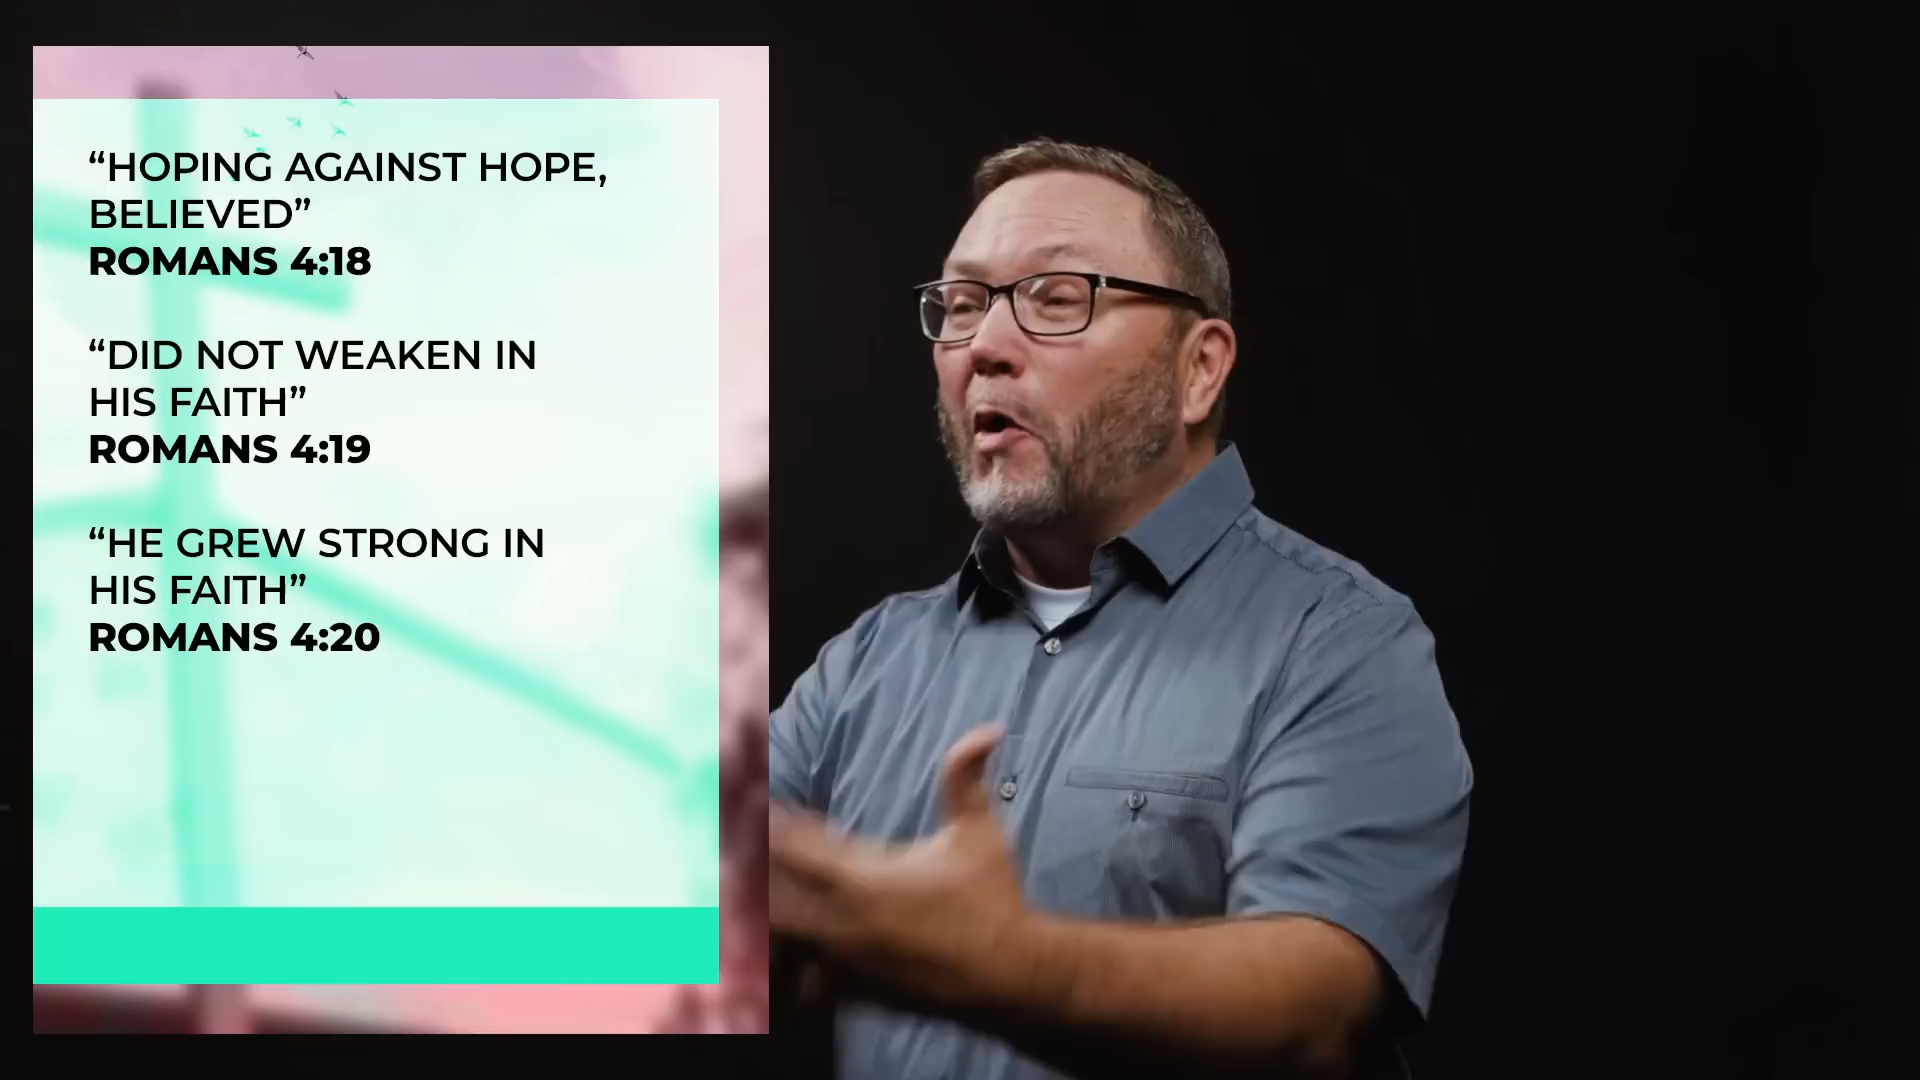 “HOPING AGAINST HOPE,
BELIEVED”
ROMANS 4:18
“DID NOT WEAKEN IN
HIS FAITH”
ROMANS 4:19
“HE GREW STRONG IN
HIS FAITH”
ROMANS 4:20